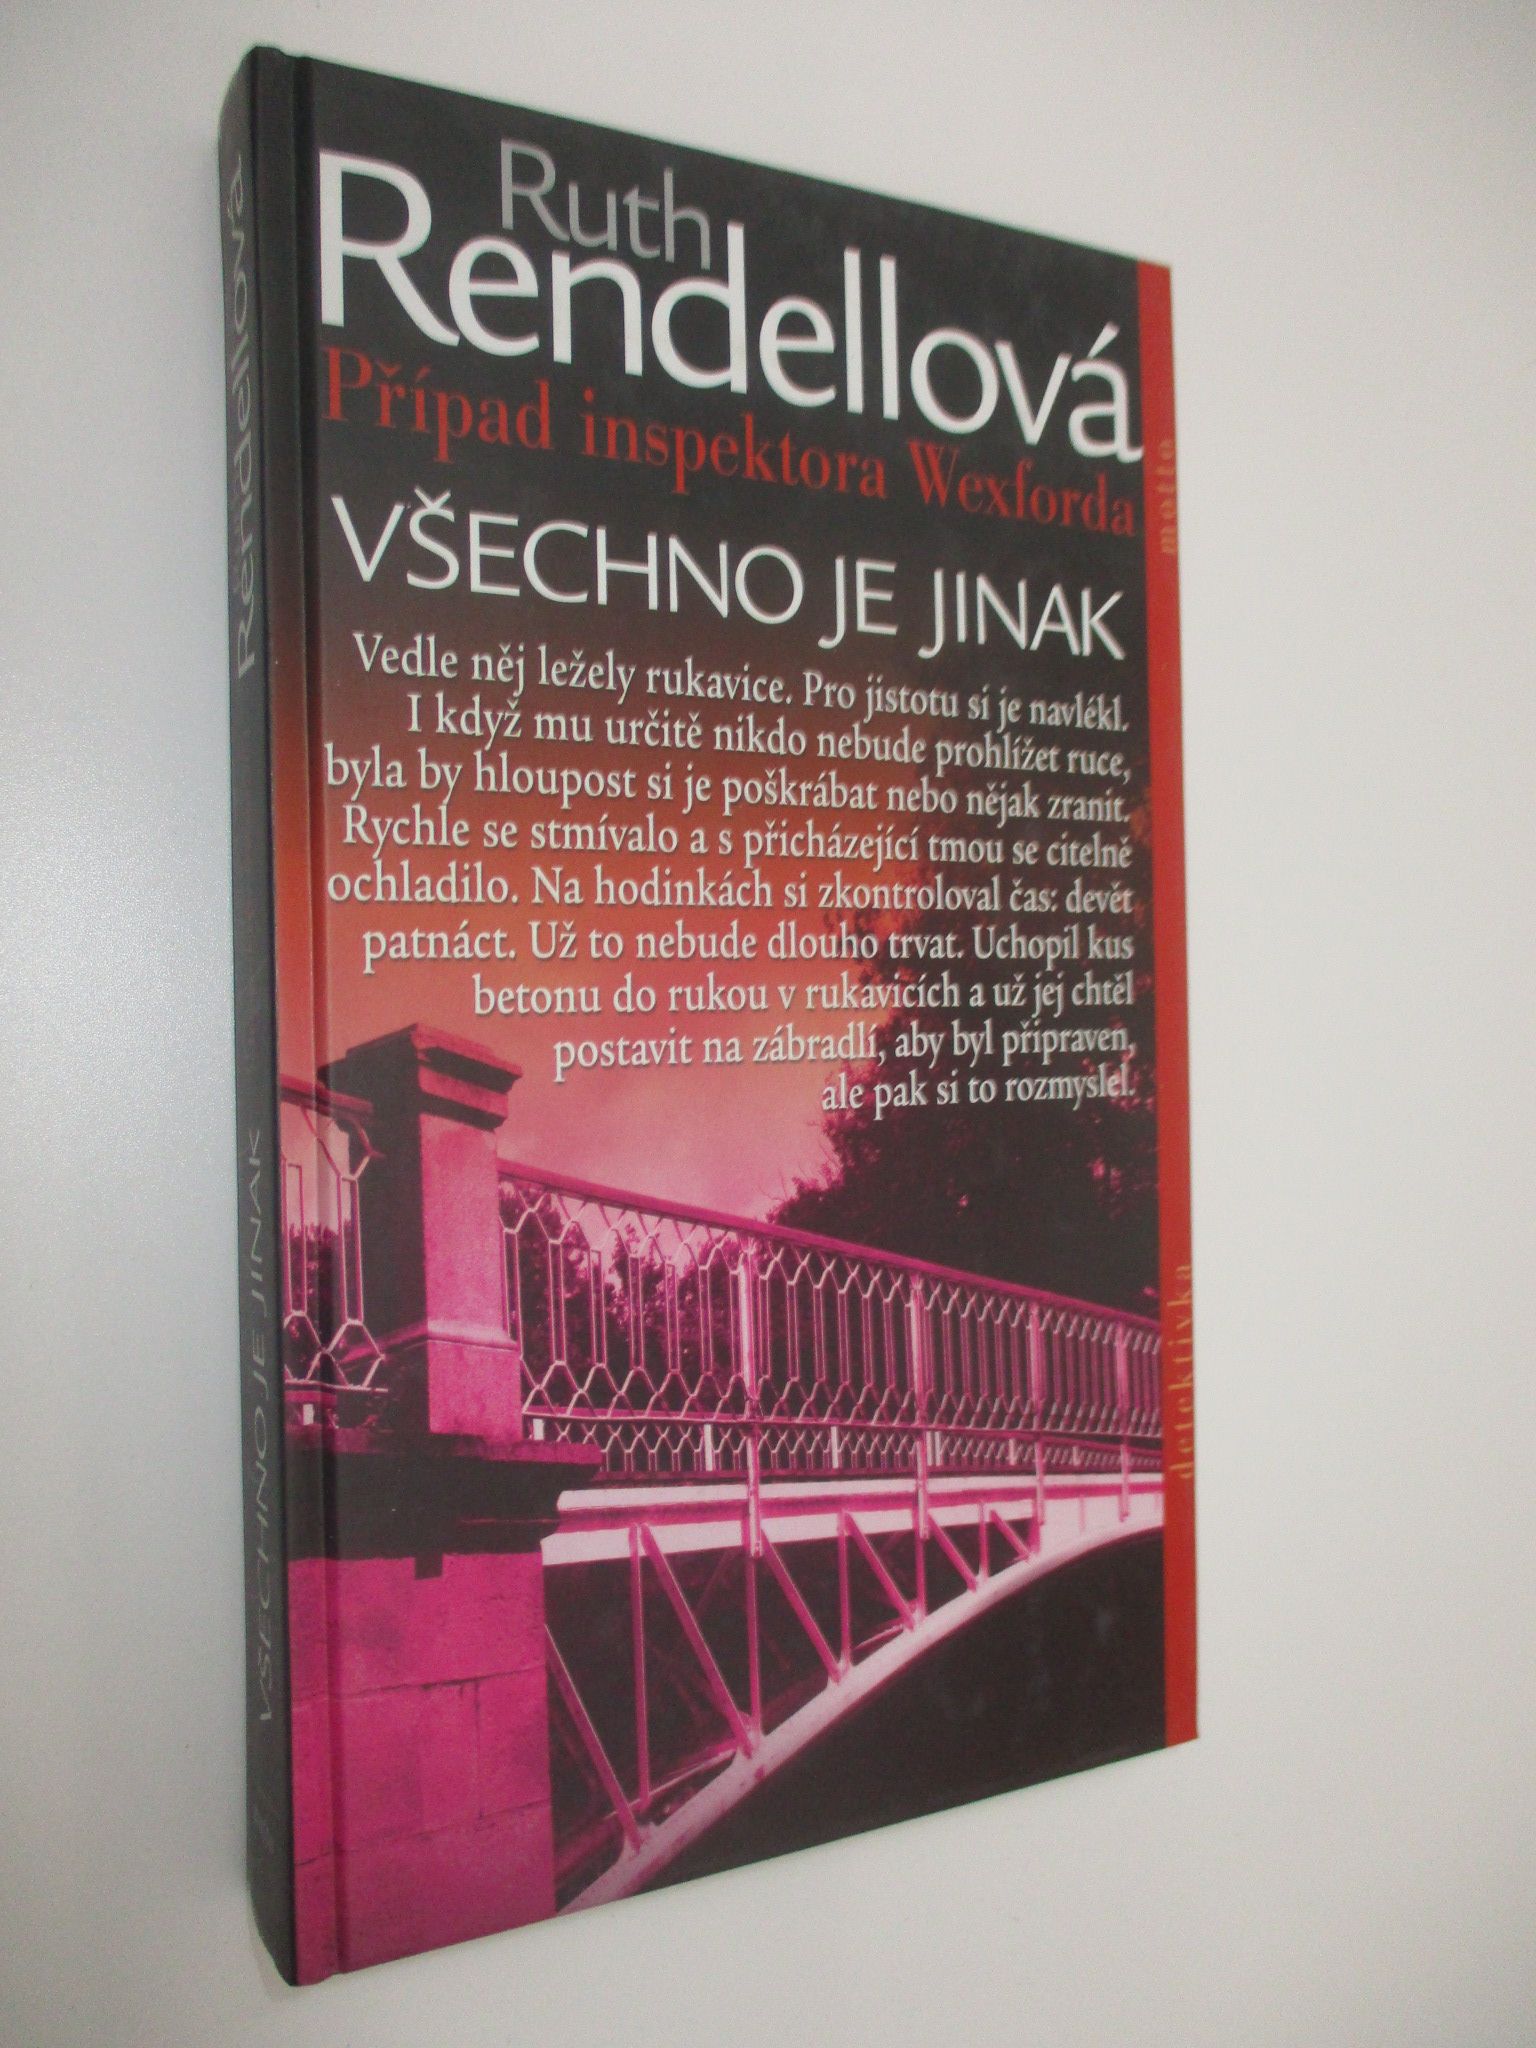 Ruth
Rendellová
Případ inspektora Wexforda
VŠECHNO JE JINAK
Vedle něj ležely rukavice. Pro jistotu si je navlékl.
I když mu určitě nikdo nebude prohlížet ruce,
byla by hloupost si je poškrábat nebo nějak zranit.
Rychle se stmívalo a s přicházející tmou se citelně
ochladilo. Na hodinkách si zkontroloval čas: devět
patnáct. Už to nebude dlouho trvat. Uchopil kus
betonu do rukou v rukavicích a už jej chtěl
postavit na zábradlí, aby byl připraven,
ale pak si to rozmyslel.
motto
detektivka
Rendellová
VŠECHNO JE JINAK